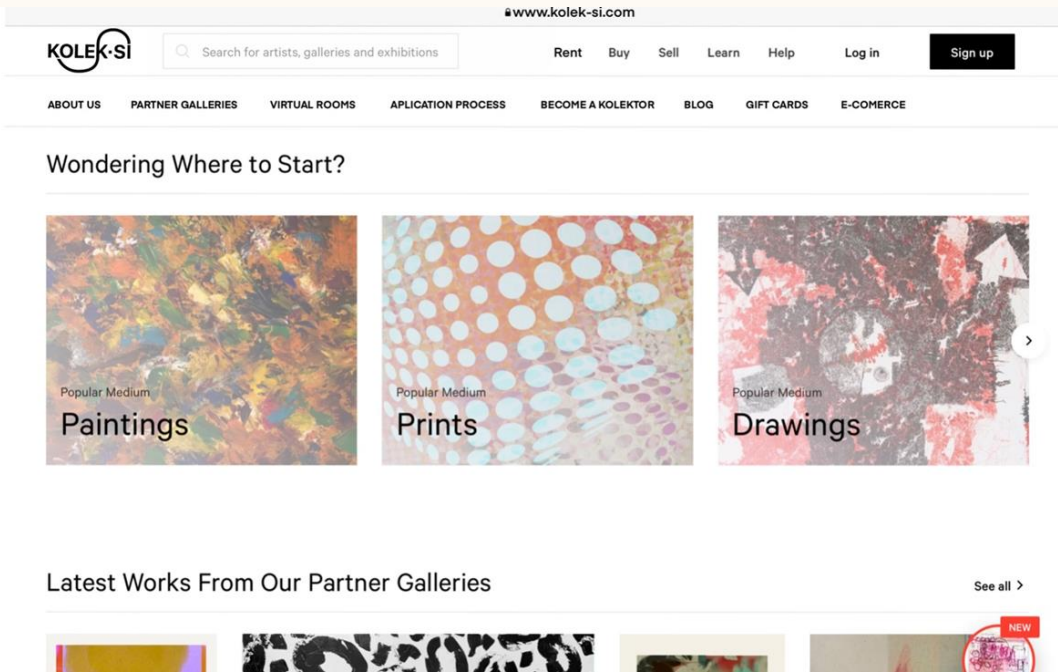 www.kolek-si.com
KOLEK·SI
Search for artists, galleries and exhibitions
Rent Buy Sell Learn Help Log in Sign up
ABOUT US PARTNER GALLERIES VIRTUAL ROOMS APLICATION PROCESS BECOME A KOLEKTOR BLOG GIFT CARDS E-COMERCE
Wondering Where to Start?
Popular Medium Popular Medium Popular Medium
Paintings Prints Drawings
Latest Works From Our Partner Galleries
See all
NEW